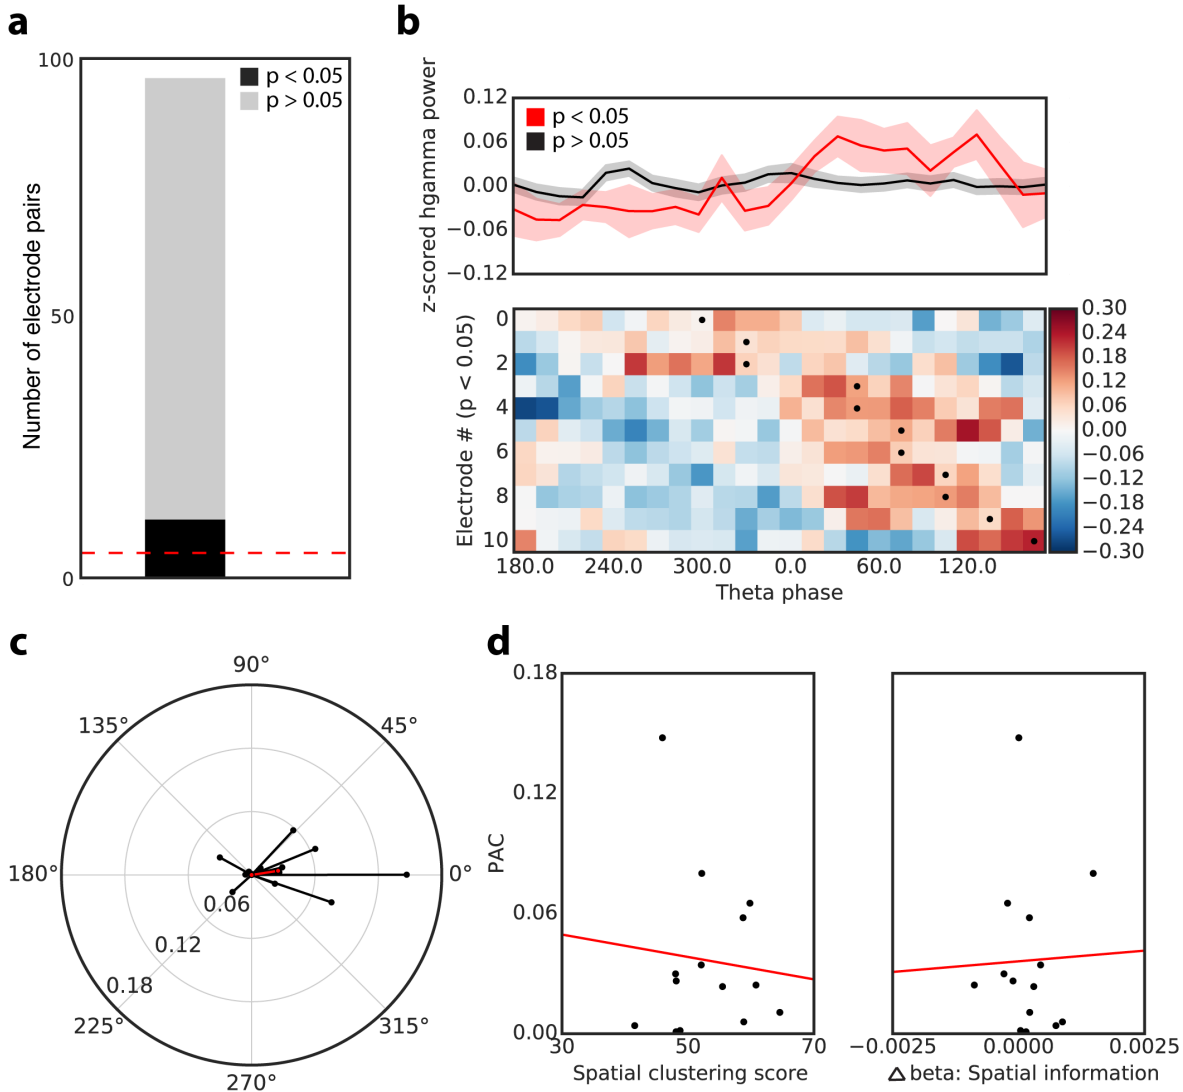 a
100
50
0
Number of electrode pairs
p < 0.05
p > 0.05
b
z-scored hgamma power
0.12
0.06
0.00
−0.06
−0.12
p < 0.05
p > 0.05
Electrode # (p < 0.05)
0
2
4
6
8
10
180.0 240.0 300.0 0.0 60.0 120.0
Theta phase
0.30
0.24
0.18
0.12
0.06
0.00
−0.06
−0.12
−0.18
−0.24
−0.30
c
90°
135° 45°
180° 0°
0.06
0.12
0.18
225° 315°
270°
d
0.18
0.12
0.06
0.00
PAC
30 50 70
Spatial clustering score
−0.0025 0.0000 0.0025
△ beta: Spatial information